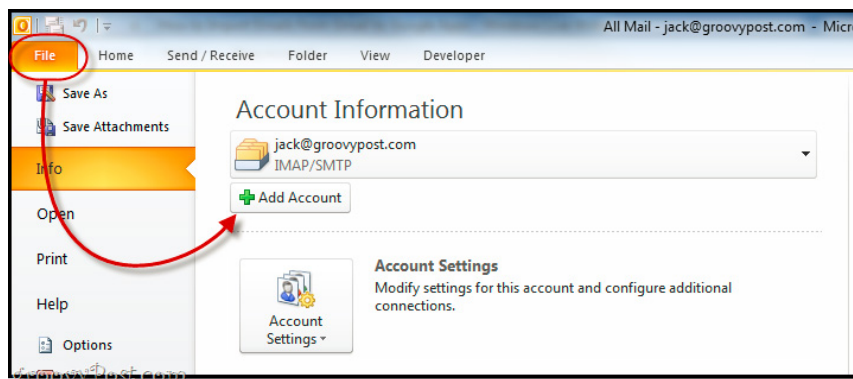 All Mail - jack@groovypost.com - Micr
File Home Send / Receive Folder View Developer
Save As
Save Attachments
Info
Open
Print
Help
Options
Account Information
jack@groovypost.com
IMAP/SMTP
Add Account
Account Settings
Account Settings
Modify settings for this account and configure additional
connections.
groovyPost.com